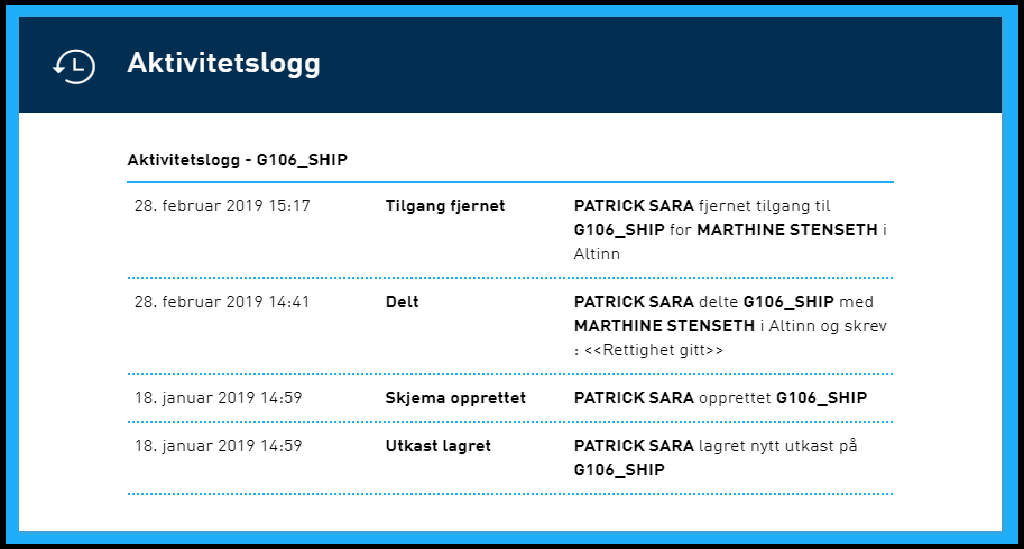 Aktivitetslogg
Aktivitetslogg - G106_SHIP
28. februar 2019 15:17 Tilgang fjernet PATRICK SARA fjernet tilgang til
G106_SHIP for MARTHINE STENSETH i
Altinn
28. februar 2019 14:41 Delt PATRICK SARA delte G106_SHIP med
MARTHINE STENSETH i Altinn og skrev
: <<Rettighet gitt>>
18. januar 2019 14:59 Skjema opprettet PATRICK SARA opprettet G106_SHIP
18. januar 2019 14:59 Utkast lagret PATRICK SARA lagret nytt utkast på
G106_SHIP